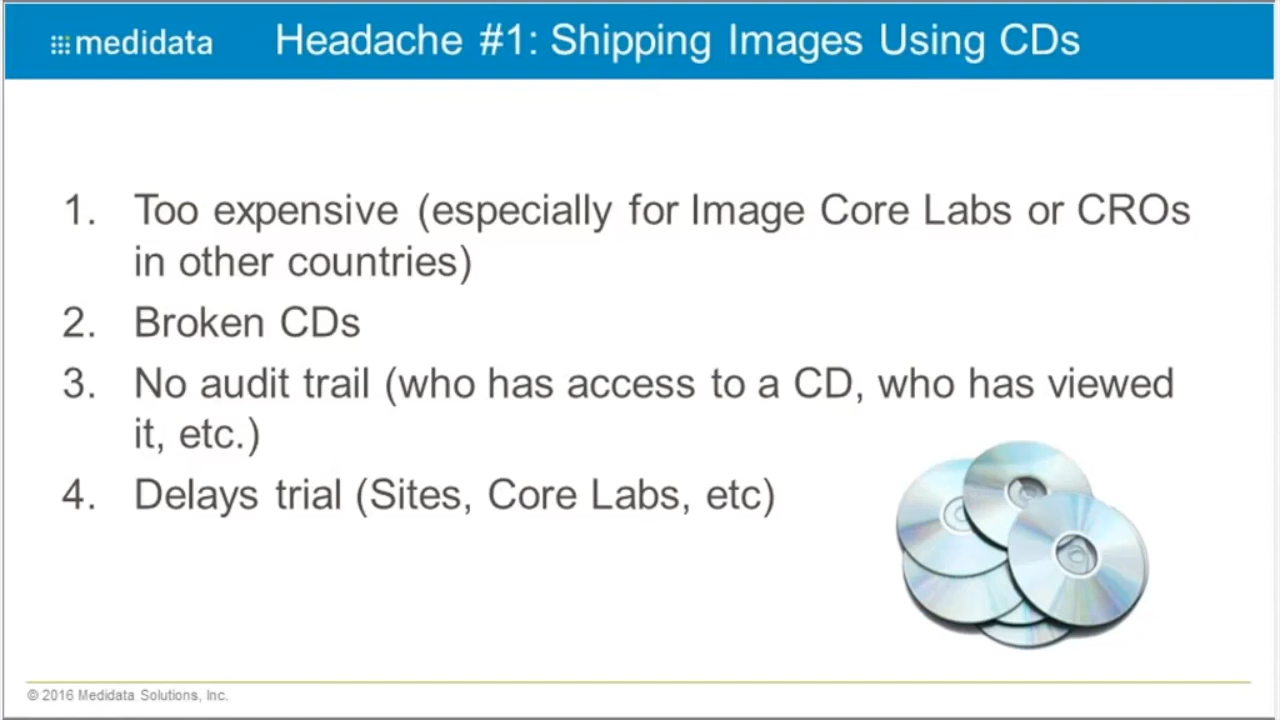 medidata
Headache #1: Shipping Images Using CDs
1. Too expensive (especially for Image Core Labs or CROs
in other countries)
2. Broken CDs
3. No audit trail (who has access to a CD, who has viewed
it, etc.)
4. Delays trial (Sites, Core Labs, etc)
© 2016 Medidata Solutions, Inc.